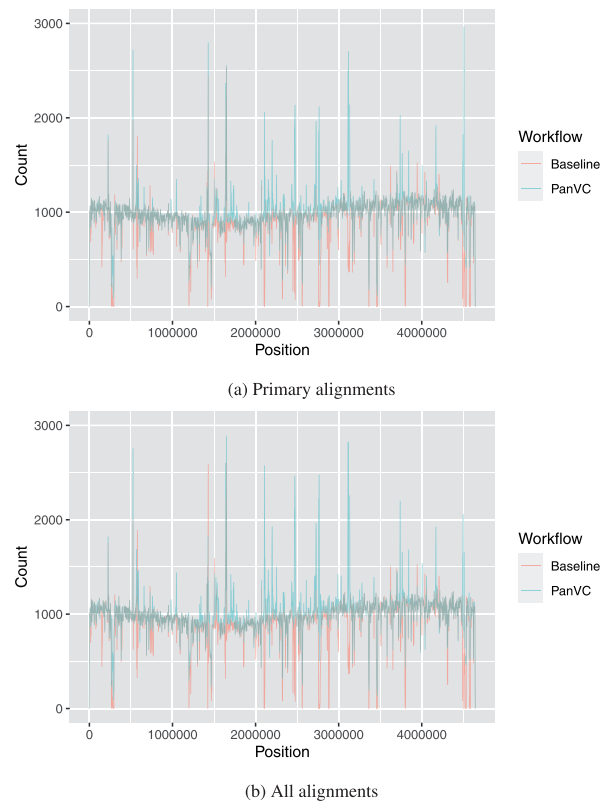 3000
2000
1000
0
Count
0 1000000 2000000 3000000 4000000
Position
Workflow
Baseline
PanVC
(a) Primary alignments
3000
2000
1000
0
Count
0 1000000 2000000 3000000 4000000
Position
Workflow
Baseline
PanVC
(b) All alignments